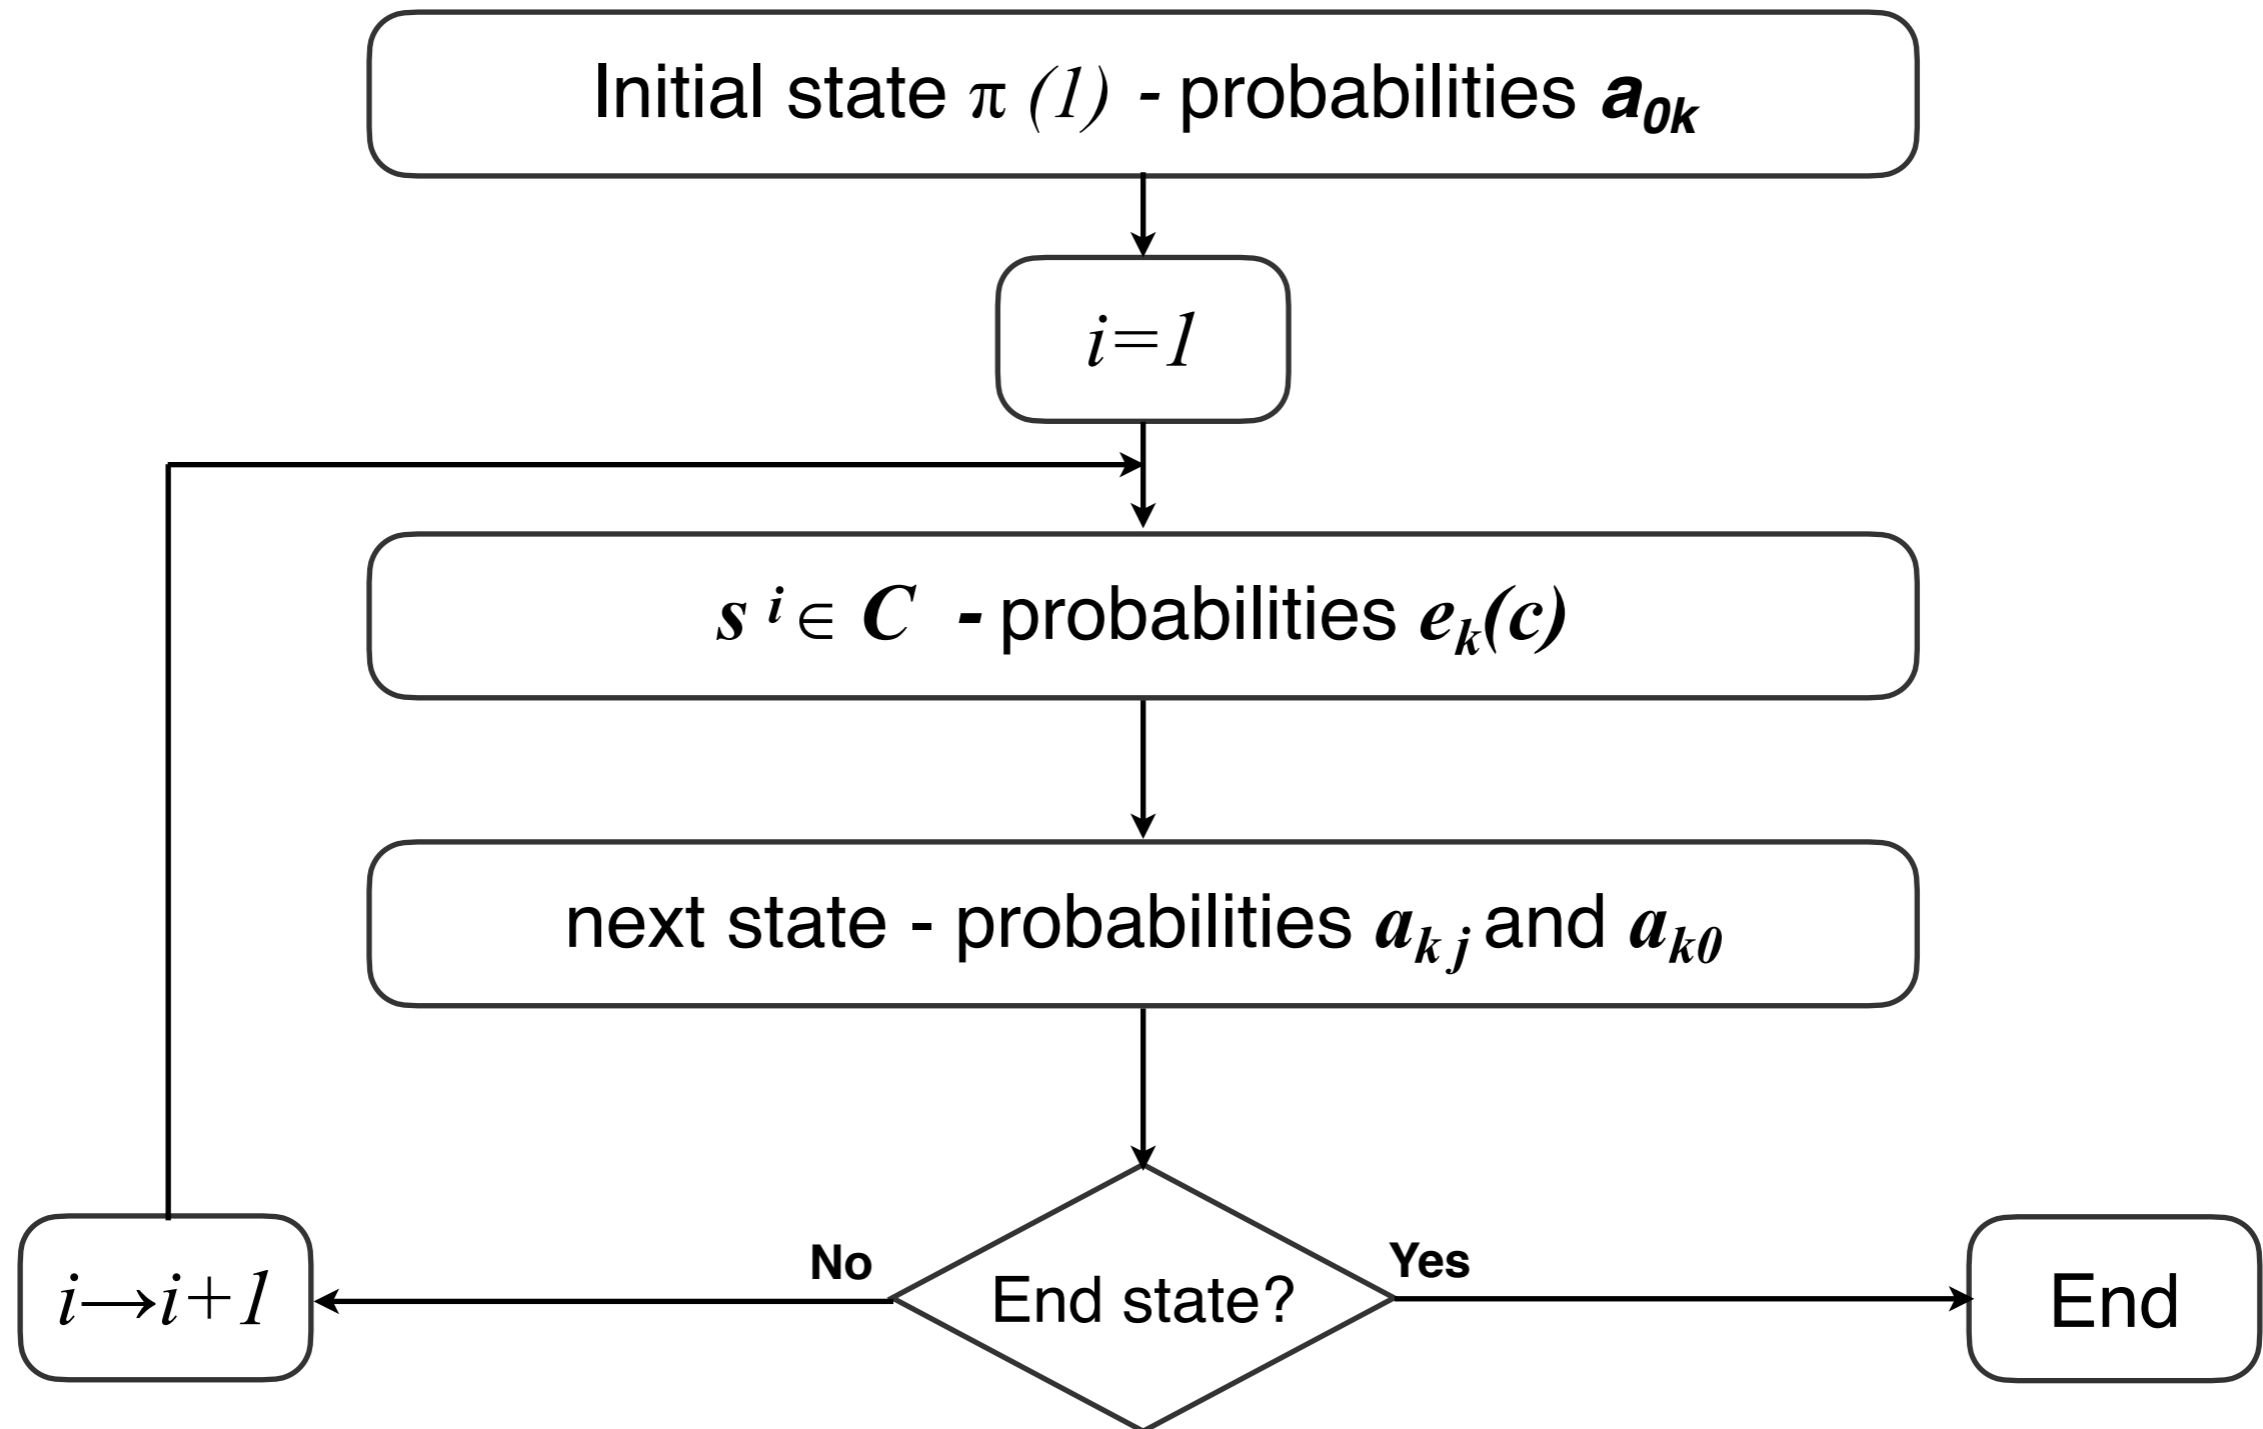 Initial state π (1) - probabilities a₀ₖ
i=1
s ⁱ ∈ C - probabilities eₖ(c)
next state - probabilities aₖ ⱼ and aₖ₀
No
Yes
i→i+1
End state?
End